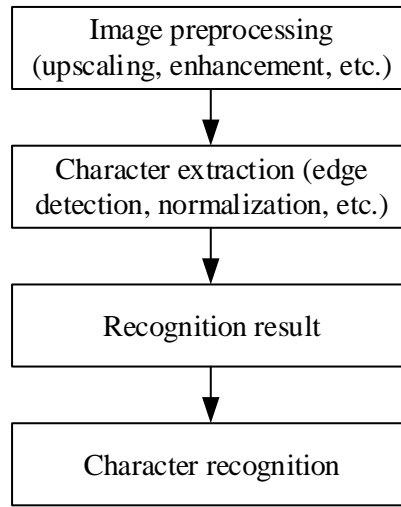 Image preprocessing
(upscaling, enhancement, etc.)
Character extraction (edge
detection, normalization, etc.)
Recognition result
Character recognition